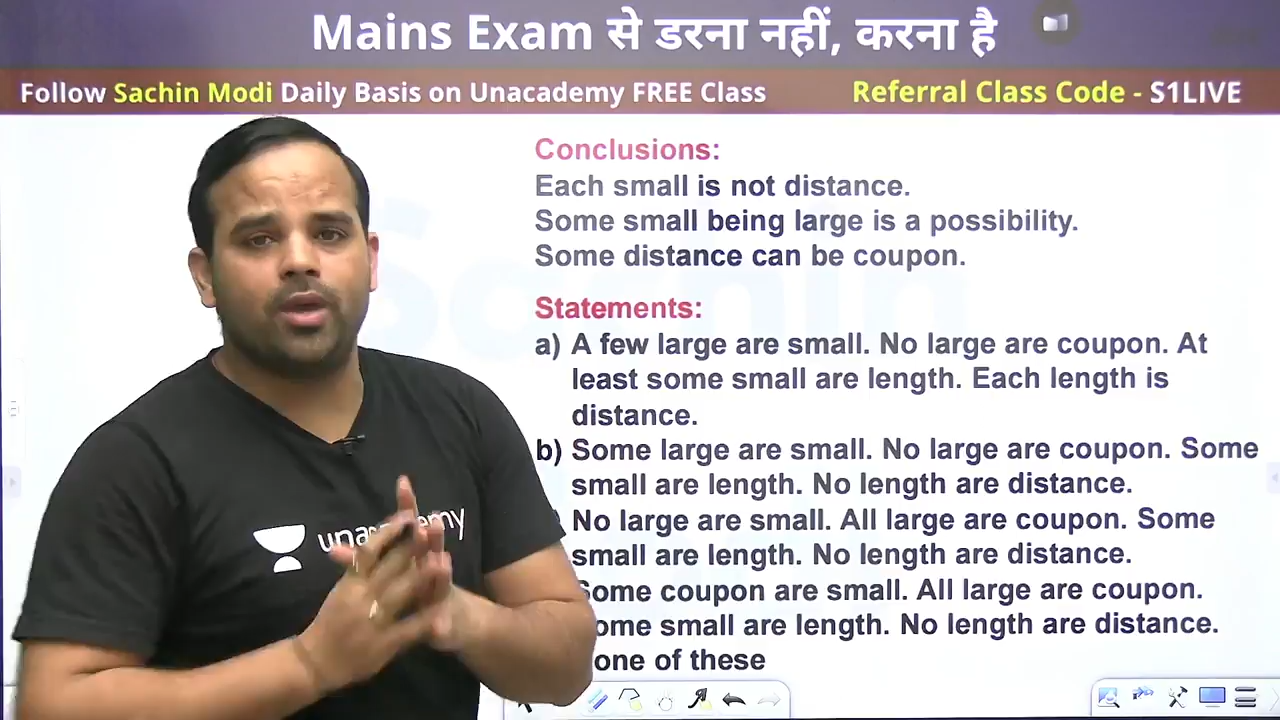 Mains Exam से डरना नहीं, करना है
Follow Sachin Modi Daily Basis on Unacademy FREE Class
Referral Class Code - S1LIVE
Conclusions:
Each small is not distance.
Some small being large is a possibility.
Some distance can be coupon.
Statements:
a) A few large are small. No large are coupon. At
least some small are length. Each length is
distance.
b) Some large are small. No large are coupon. Some
small are length. No length are distance.
No large are small. All large are coupon. Some
small are length. No length are distance.
Some coupon are small. All large are coupon.
ome small are length. No length are distance.
one of these